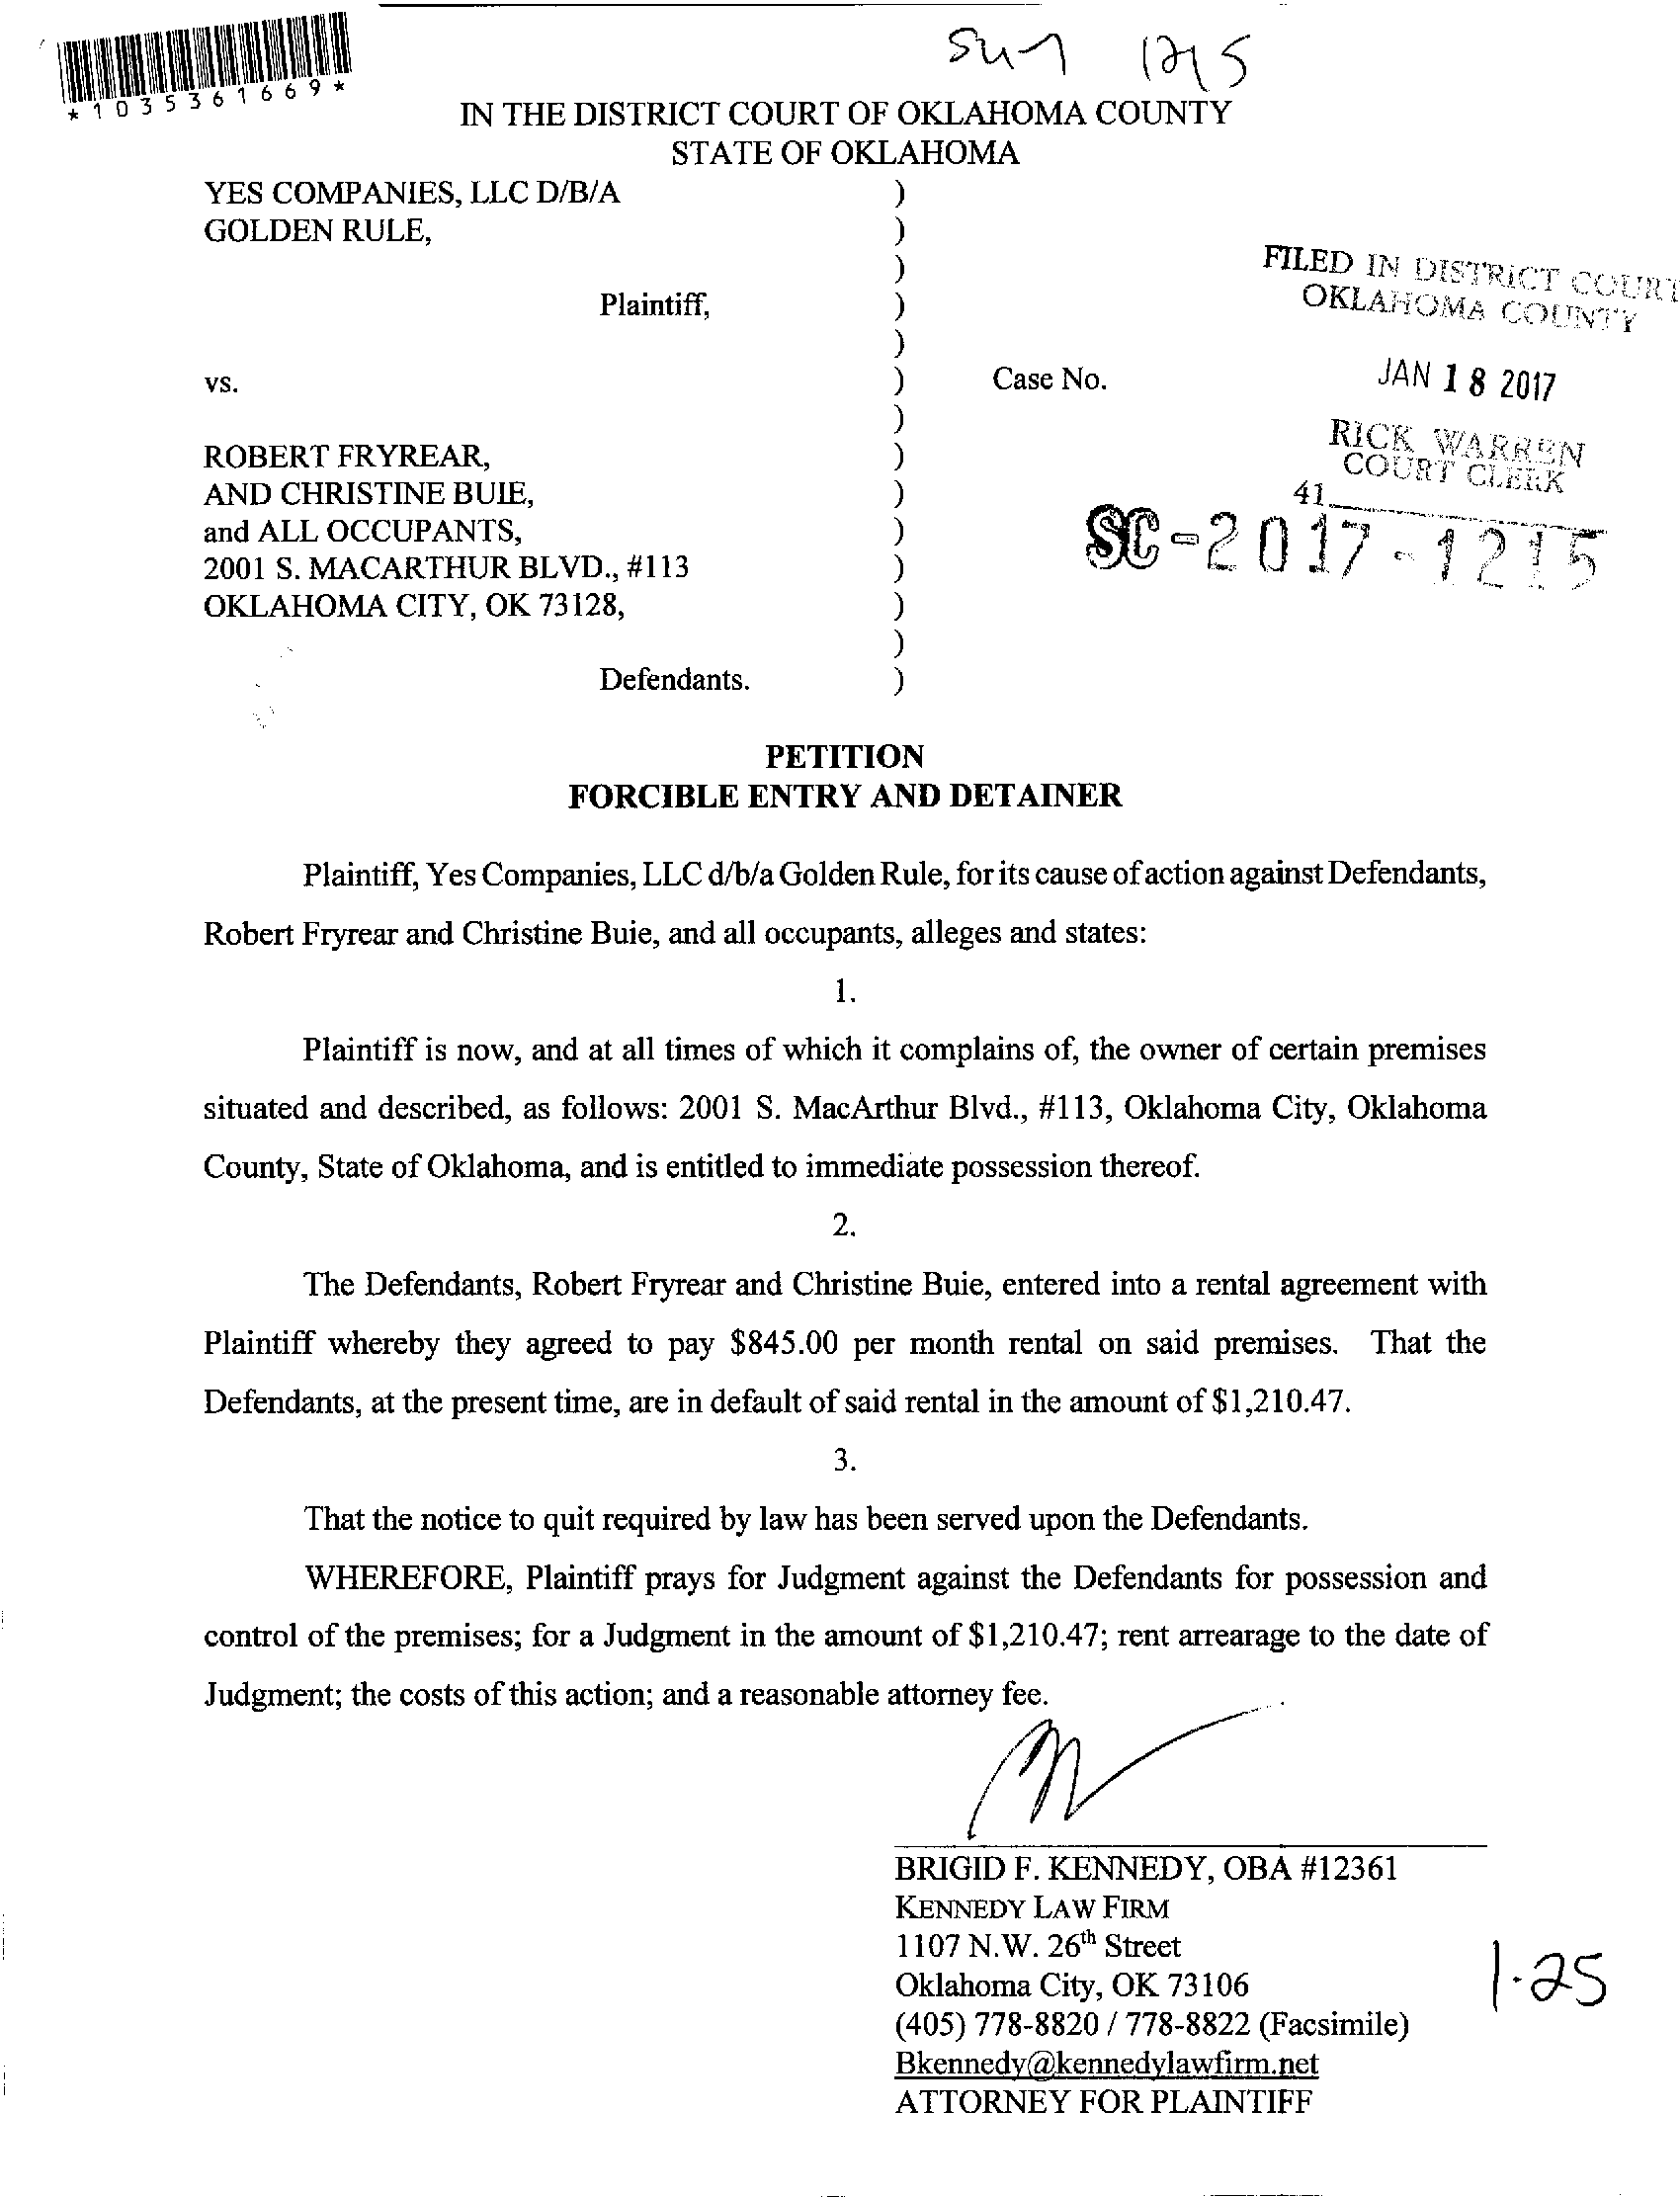 *1035361669*
IN THE DISTRICT COURT OF OKLAHOMA COUNTY
STATE OF OKLAHOMA
YES COMPANIES, LLC D/B/A )
GOLDEN RULE, )
)
Plaintiff, )
)
vs. ) Case No.
)
ROBERT FRYREAR, )
AND CHRISTINE BUIE, )
and ALL OCCUPANTS, )
2001 S. MACARTHUR BLVD., #113 )
OKLAHOMA CITY, OK 73128, )
)
Defendants. )
FILED IN DISTRICT COURT
OKLAHOMA COUNTY
JAN 18 2017
RICK WARREN
COURT CLERK
41
SC-2017-1215
PETITION
FORCIBLE ENTRY AND DETAINER
Plaintiff, Yes Companies, LLC d/b/a Golden Rule, for its cause of action against Defendants,
Robert Fryrear and Christine Buie, and all occupants, alleges and states:
1.
Plaintiff is now, and at all times of which it complains of, the owner of certain premises
situated and described, as follows: 2001 S. MacArthur Blvd., #113, Oklahoma City, Oklahoma
County, State of Oklahoma, and is entitled to immediate possession thereof.
2.
The Defendants, Robert Fryrear and Christine Buie, entered into a rental agreement with
Plaintiff whereby they agreed to pay $845.00 per month rental on said premises. That the
Defendants, at the present time, are in default of said rental in the amount of $1,210.47.
3.
That the notice to quit required by law has been served upon the Defendants.
WHEREFORE, Plaintiff prays for Judgment against the Defendants for possession and
control of the premises; for a Judgment in the amount of $1,210.47; rent arrearage to the date of
Judgment; the costs of this action; and a reasonable attorney fee.
BRIGID F. KENNEDY, OBA #12361
KENNEDY LAW FIRM
1107 N.W. 26th Street
Oklahoma City, OK 73106
(405) 778-8820 / 778-8822 (Facsimile)
Bkennedy@kennedylawfirm.net
ATTORNEY FOR PLAINTIFF
1-25